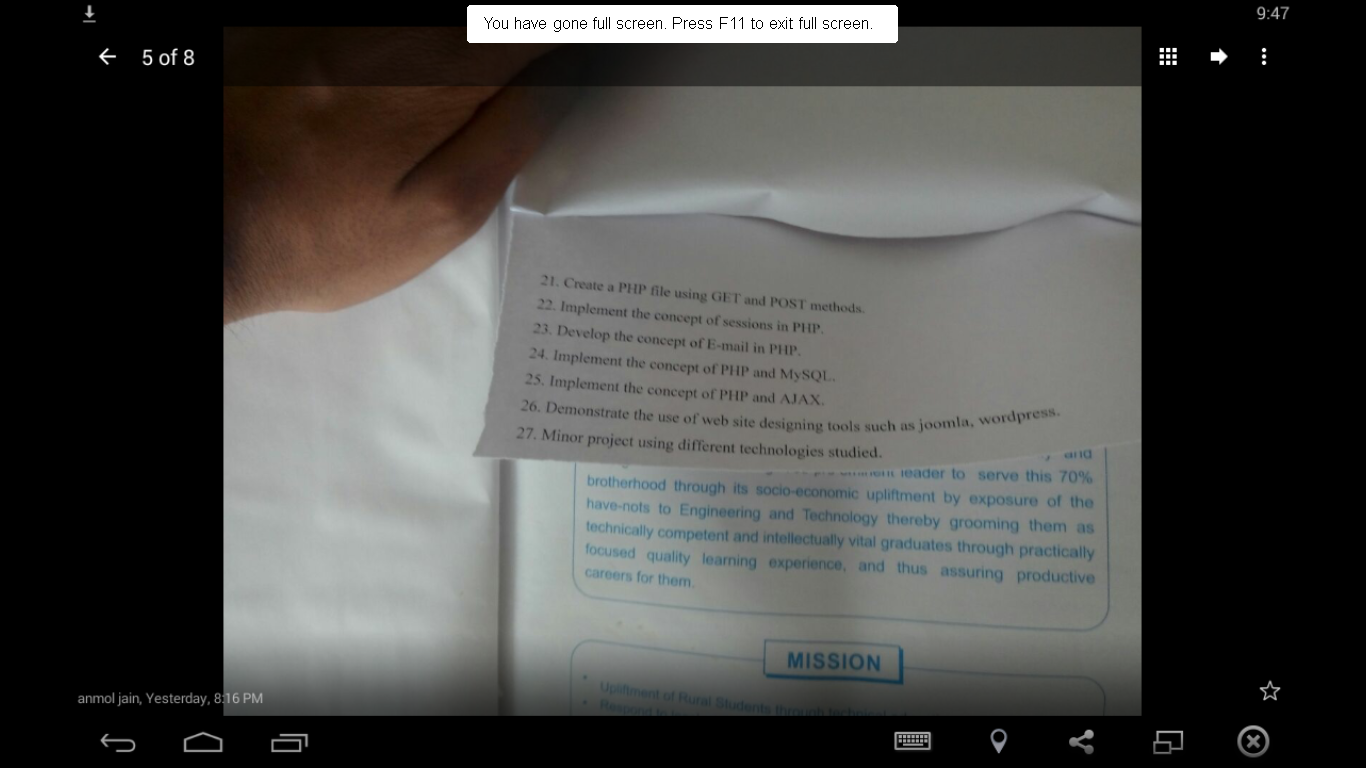 You have gone full screen. Press F11 to exit full screen.
9:47
5 of 8
21. Create a PHP file using GET and POST methods.
22. Implement the concept of sessions in PHP.
23. Develop the concept of E-mail in PHP.
24. Implement the concept of PHP and MySQL.
25. Implement the concept of PHP and AJAX.
26. Demonstrate the use of web site designing tools such as joomla, wordpress.
27. Minor project using different technologies studied.
and
leader to serve this 70%
brotherhood through its socio-economic upliftment by exposure of the
have-nots to Engineering and Technology thereby grooming them as
technically competent and intellectually vital graduates through practically
focused quality learning experience, and thus assuring productive
careers for them.
MISSION
• Upliftment of Rural Students through technical
• Respond to
anmol jain, Yesterday, 8:16 PM